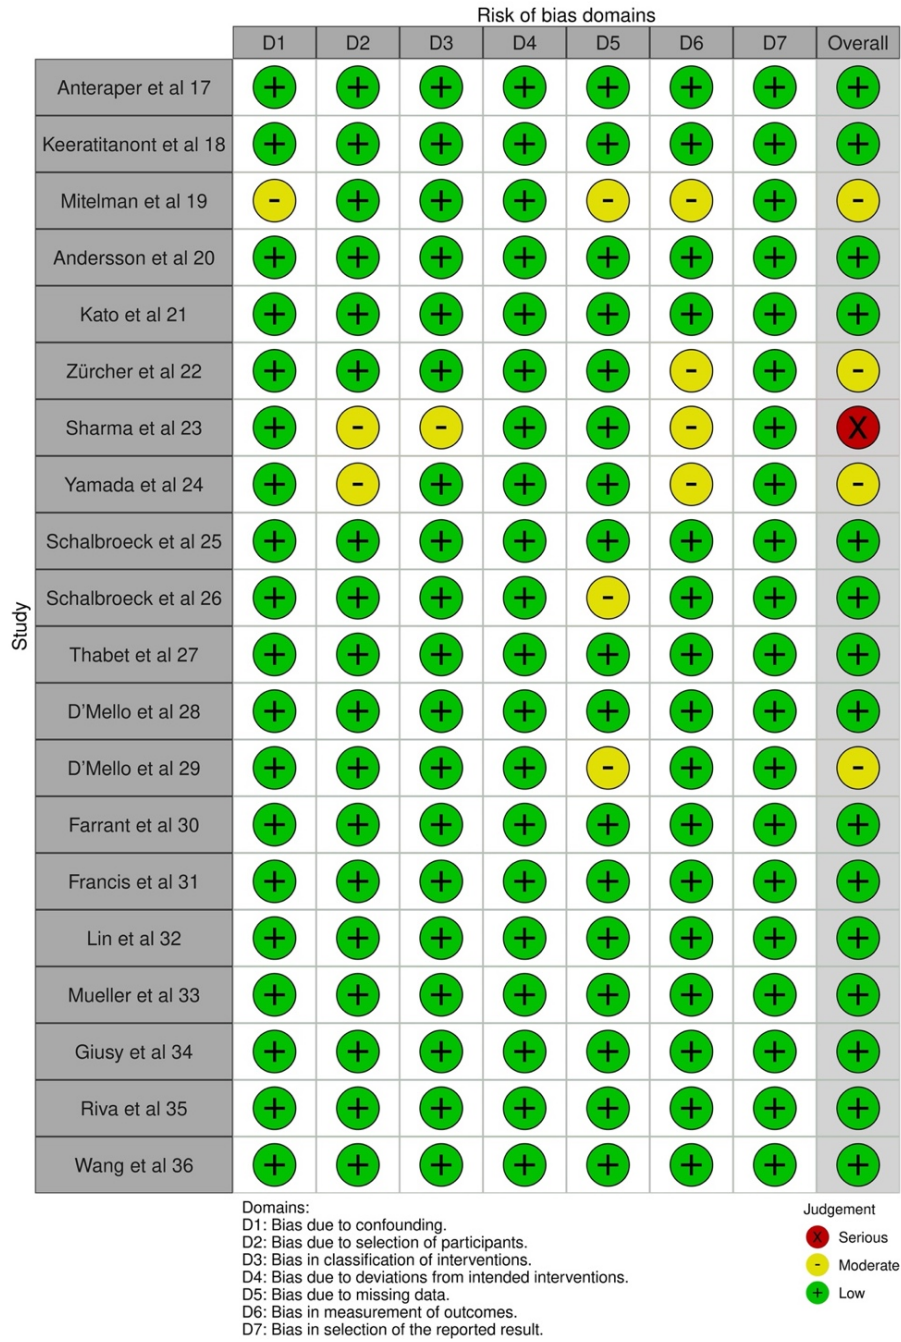 Risk of bias domains
D1 D2 D3 D4 D5 D6 D7 Overall
Study
Anteraper et al 17 + + + + + + + +
Keeratitanont et al 18 + + + + + + + +
Mitelman et al 19 - + + + - - + -
Andersson et al 20 + + + + + + + +
Kato et al 21 + + + + + + + +
Zürcher et al 22 + + + + + - + -
Sharma et al 23 + - - + + - + X
Yamada et al 24 + - + + + - + -
Schalbroeck et al 25 + + + + + + + +
Schalbroeck et al 26 + + + + - + + +
Thabet et al 27 + + + + + + + +
D'Mello et al 28 + + + + + + + +
D'Mello et al 29 + + + + - + + -
Farrant et al 30 + + + + + + + +
Francis et al 31 + + + + + + + +
Lin et al 32 + + + + + + + +
Mueller et al 33 + + + + + + + +
Giusy et al 34 + + + + + + + +
Riva et al 35 + + + + + + + +
Wang et al 36 + + + + + + + +
Domains:
D1: Bias due to confounding.
D2: Bias due to selection of participants.
D3: Bias in classification of interventions.
D4: Bias due to deviations from intended interventions.
D5: Bias due to missing data.
D6: Bias in measurement of outcomes.
D7: Bias in selection of the reported result.
Judgement
X Serious
- Moderate
+ Low